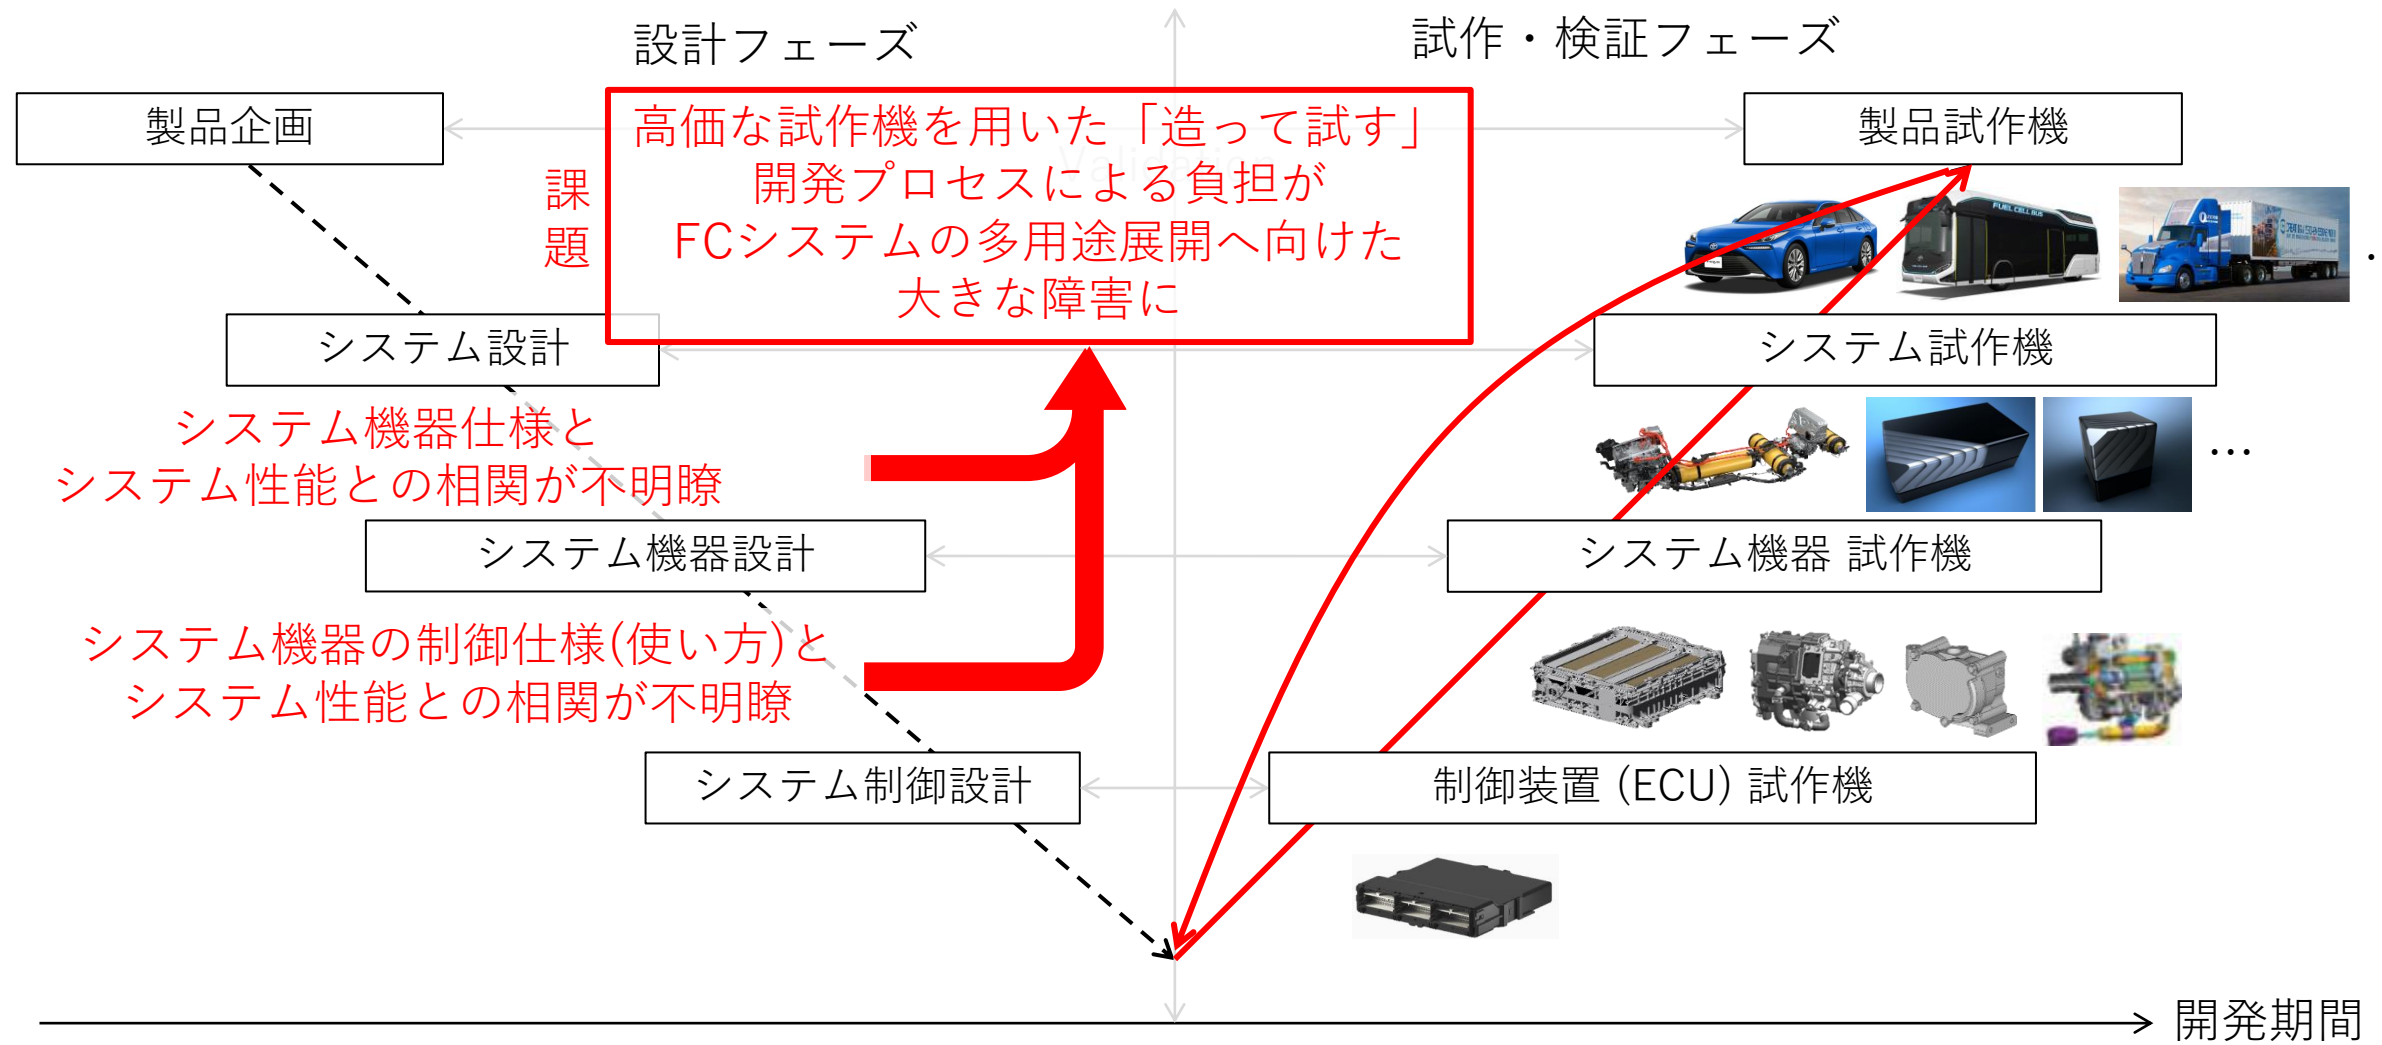 設計フェーズ
試作・検証フェーズ
製品企画
課題
高価な試作機を用いた「造って試す」
開発プロセスによる負担が
FCシステムの多用途展開へ向けた
大きな障害に
製品試作機
FUEL CELL BUS
システム設計
システム試作機
システム機器仕様と
システム性能との相関が不明瞭
…
システム機器設計
システム機器 試作機
システム機器の制御仕様(使い方)と
システム性能との相関が不明瞭
システム制御設計
制御装置 (ECU) 試作機
開発期間